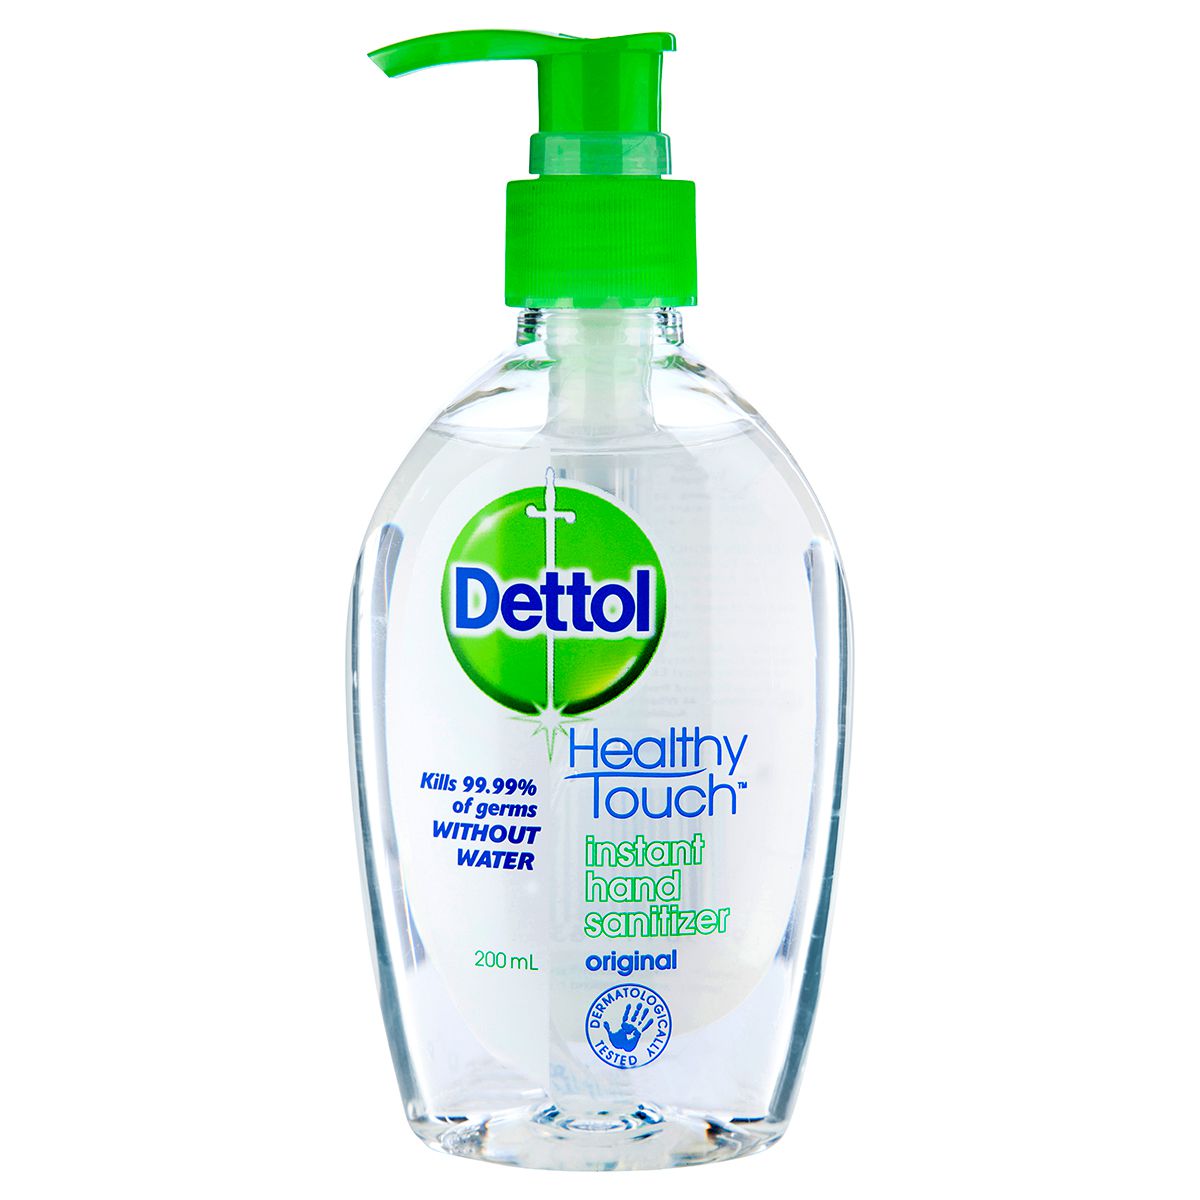 Dettol
Healthy
Touch™
Kills 99.99%
of germs
WITHOUT
WATER
instant
hand
sanitizer
200 mL
original
DERMATOLOGICALLY
TESTED